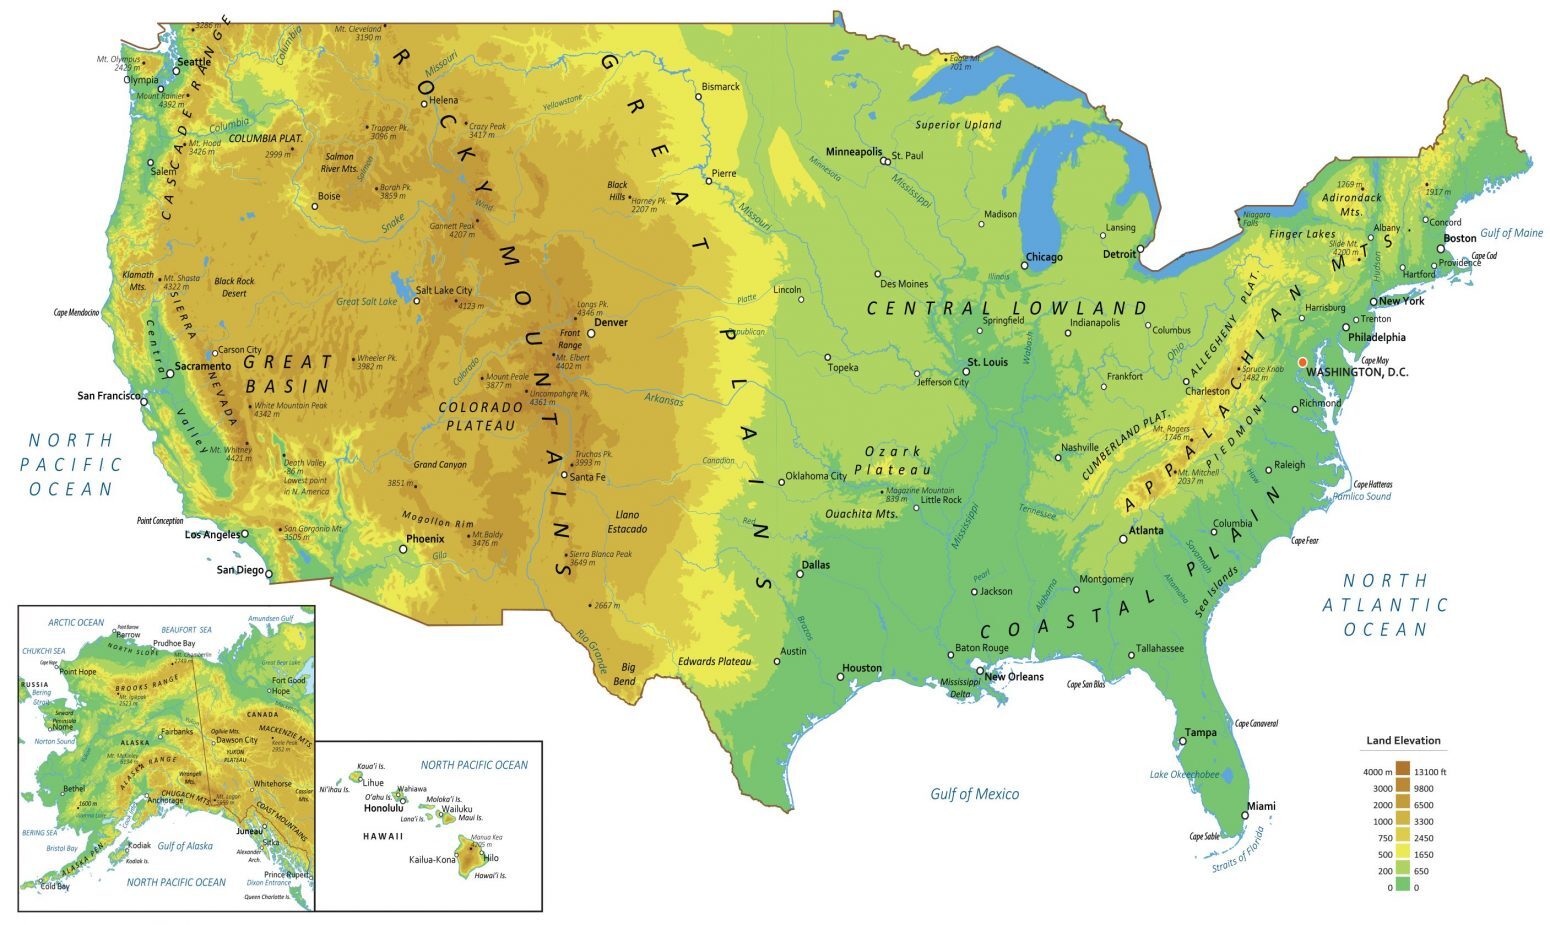 3286 m
CASCADE RANGE
Mt. Cleveland
3190 m
Columbia
ROCKY MOUNTAINS
Missouri
GREAT PLAINS
Mt. Olympus
2429 m
Seattle
Olympia
Mount Rainier
4392 m
Helena
Yellowstone
Bismarck
Eagle Mt.
701 m
Columbia
COLUMBIA PLAT.
2999 m
Trapper Pk.
3096 m
Crazy Peak
3417 m
Superior Upland
Mt. Hood
3426 m
Salem
Salmon
River Mts.
Salmon
Minneapolis
St. Paul
Minnesota
Mississippi
Boise
Borah Pk.
3859 m
Snake
Wind
Gannett Peak
4207 m
Black
Hills
Harney Pk.
2207 m
Pierre
Missouri
Madison
Lansing
Detroit
Chicago
Niagara
Falls
1269 m
Adirondack
Mts.
1917 m
Finger Lakes
Albany
Concord
Boston
Gulf of Maine
Slide Mt.
4200 m
Hudson
Cape Cod
Providence
Hartford
Klamath
Mts.
Mt. Shasta
4322 m
Black Rock
Desert
Great Salt Lake
Salt Lake City
4123 m
Longs Pk.
4346 m
Denver
Front
Range
Platte
Lincoln
Des Moines
Illinois
CENTRAL LOWLAND
Springfield
Indianapolis
Columbus
Ohio
ALLEGHENY PLAT.
APPALACHIAN MTS.
Harrisburg
New York
Trenton
Philadelphia
Cape Mendocino
SIERRA NEVADA
Central Valley
Carson City
Sacramento
San Francisco
GREAT
BASIN
Wheeler Pk.
3982 m
White Mountain Peak
4342 m
Colorado
Mt. Elbert
4402 m
Mount Peale
3877 m
Uncampahgre Pk.
4361 m
Republican
Topeka
Jefferson City
St. Louis
Wabash
Frankfort
Charleston
Spruce Knob
1482 m
Cape May
WASHINGTON, D.C.
Richmond
COLORADO
PLATEAU
Arkansas
NORTH
PACIFIC
OCEAN
Mt. Whitney
4421 m
Death Valley
-86 m
Lowest point
in N. America
Grand Canyon
3851 m
Truchas Pk.
3993 m
Santa Fe
Canadian
Oklahoma City
Ozark
Plateau
Magazine Mountain
839 m
Little Rock
Ouachita Mts.
Nashville
CUMBERLAND PLAT.
Mt. Rogers
1746 m
PIEDMONT
Mt. Mitchell
2037 m
Raleigh
Haw
Cape Hatteras
Pamlico Sound
Point Conception
Los Angeles
San Gorgonio Mt.
3505 m
San Diego
Mogollon Rim
Phoenix
Mt.Baldy
3476 m
Gila
Llano
Estacado
Sierra Blanca Peak
3649 m
Red
Dallas
Mississippi
Tennessee
Atlanta
Columbia
Savannah
Cape Fear
2667 m
Rio Grande
Big
Bend
Edwards Plateau
Austin
Brazos
Houston
Jackson
Pearl
Alabama
Montgomery
Altamaha
Sea Islands
COASTAL PLAIN
NORTH
ATLANTIC
OCEAN
Baton Rouge
New Orleans
Mississippi
Delta
Tallahassee
Cape San Blas
Cape Canaveral
Tampa
Lake Okeechobee
Gulf of Mexico
Miami
Cape Sable
Straits of Florida
Land Elevation
4000 m 13100 ft
3000 9800
2000 6500
1000 3300
750 2450
500 1650
200 650
0 0
ARCTIC OCEAN
Point Barrow
Barrow
BEAUFORT SEA
Amundsen Gulf
Prudhoe Bay
CHUKCHI SEA
NORTH SLOPE
Mt. Chamberlin
2749 m
Great Bear Lake
Cape Hope
Point Hope
Fort Good
Hope
RUSSIA
BROOKS RANGE
Mt. Igikpak
2523 m
Bering
Strait
Mackenzie
Seward
Peninsula
Nome
CANADA
Yukon
Norton Sound
ALASKA
Fairbanks
Ogilvie Mts.
Dawson City
MACKENZIE MTS.
Keele Peak
2952 m
Yukon
Mt. McKinley
6194 m
ALASKA RANGE
YUKON
PLATEAU
Wrangell
Mts.
Bethel
Whitehorse
CHUGACH MTS.
Mt. Logan
5959 m
Cassiar
Mts.
1600 m
Iliamna Lake
Anchorage
COAST MOUNTAINS
Cook Inlet
BERING SEA
Bristol Bay
Juneau
Kodiak
Gulf of Alaska
Sitka
Alexander
Arch.
Kodiak Is.
ALASKA PEN.
Prince Rupert
Cold Bay
NORTH PACIFIC OCEAN
Dixon Entrance
Queen Charlotte Is.
Kaua'i Is.
NORTH PACIFIC OCEAN
Ni'ihau Is.
Lihue
Wahiawa
O'ahu Is.
Moloka'i Is.
Honolulu
Wailuku
Lana'i Is.
Maui Is.
HAWAII
Manua Kea
4205 m
Kailua-Kona
Hilo
Hawai'i Is.